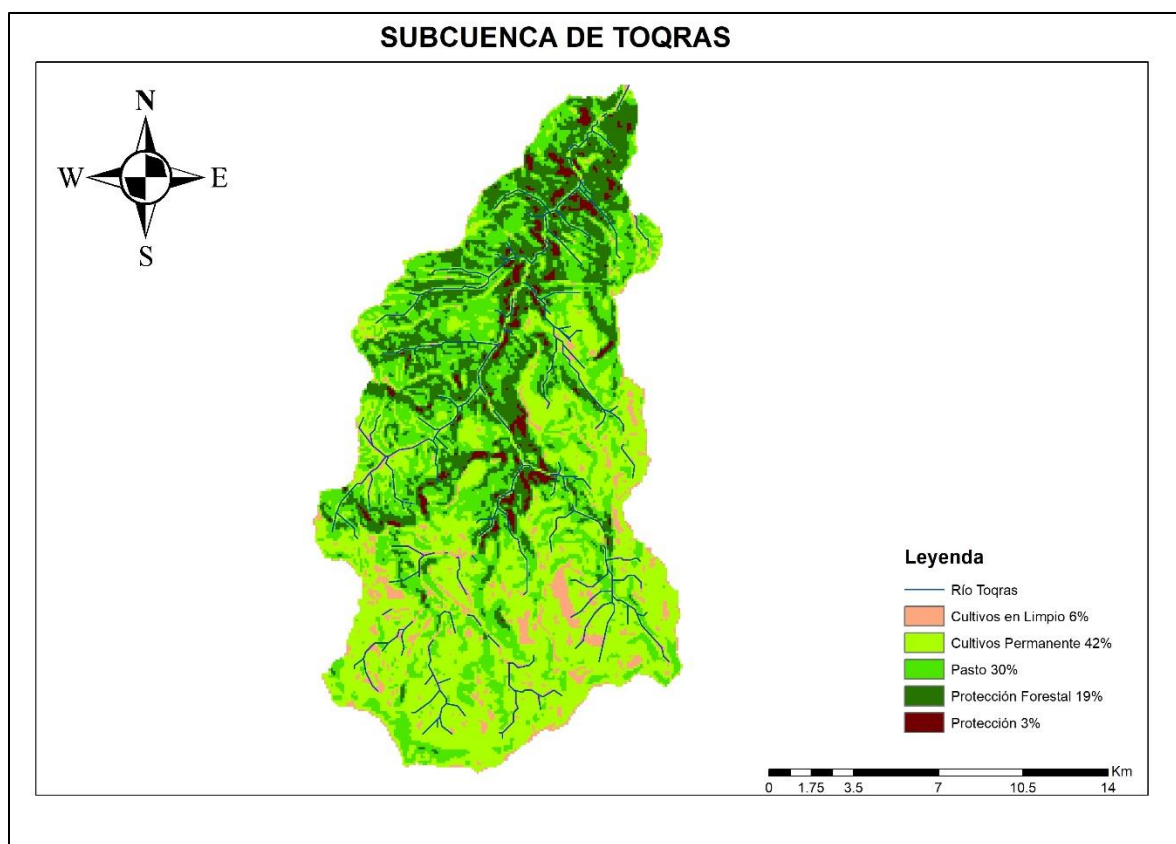 SUBCUENCA DE TOQRAS
N
W
E
S
Leyenda
Río Toqras
Cultivos en Limpio 6%
Cultivos Permanente 42%
Pasto 30%
Protección Forestal 19%
Protección 3%
Km
0 1.75 3.5 7 10.5 14